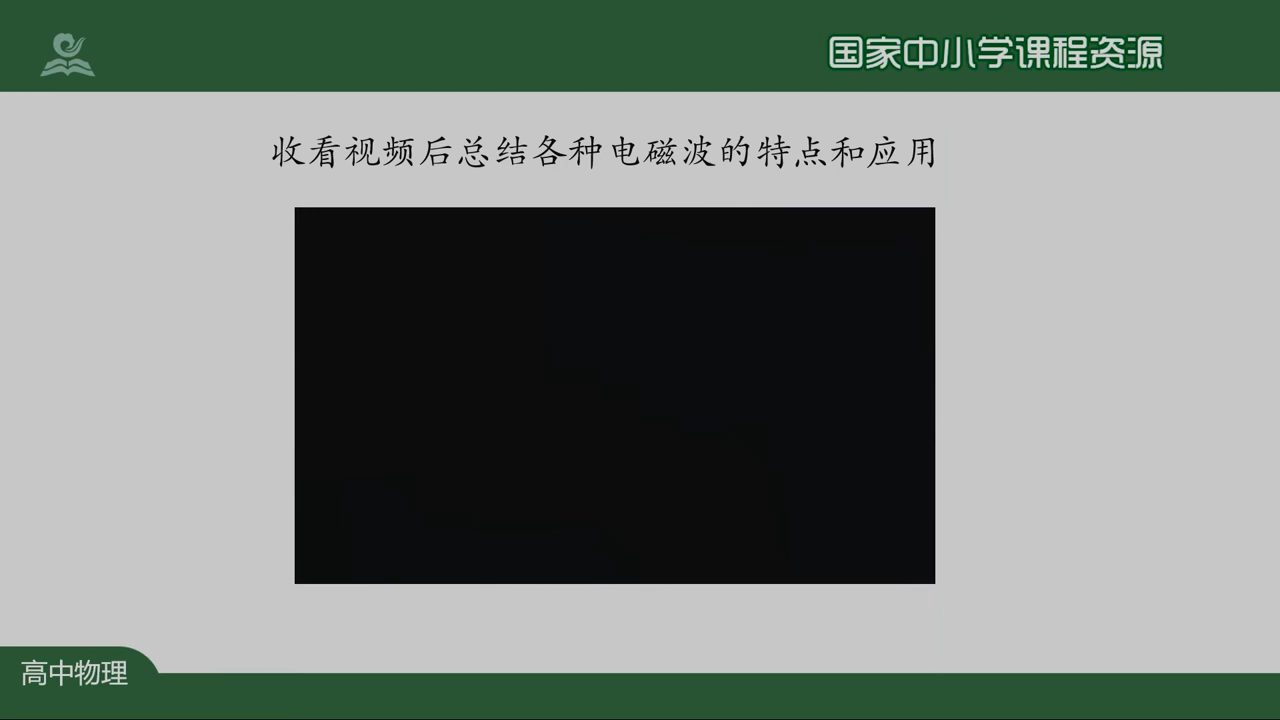 国家中小学课程资源
收看视频后总结各种电磁波的特点和应用
高中物理